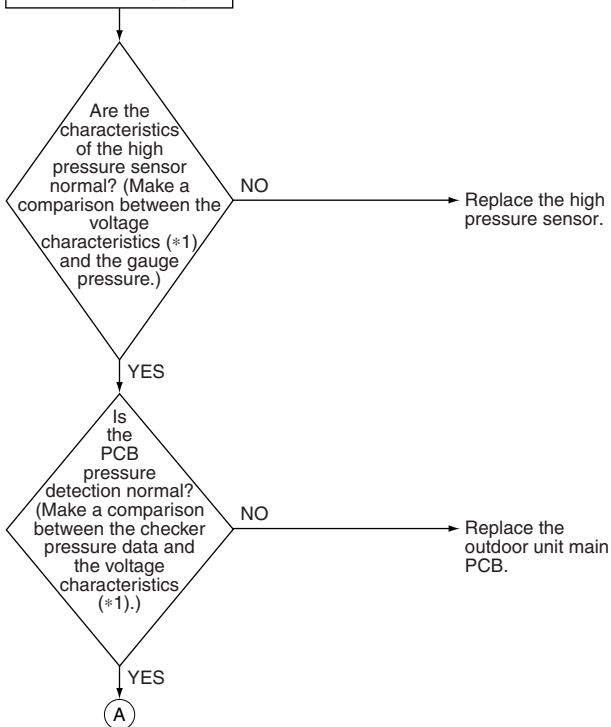 Are the
characteristics
of the high
pressure sensor
normal? (Make a
comparison between the
voltage
characteristics (*1)
and the gauge
pressure.)
NO
Replace the high
pressure sensor.
YES
Is
the
PCB
pressure
detection normal?
(Make a comparison
between the checker
pressure data and
the voltage
characteristics
(*1).)
NO
Replace the
outdoor unit main
PCB.
YES
A